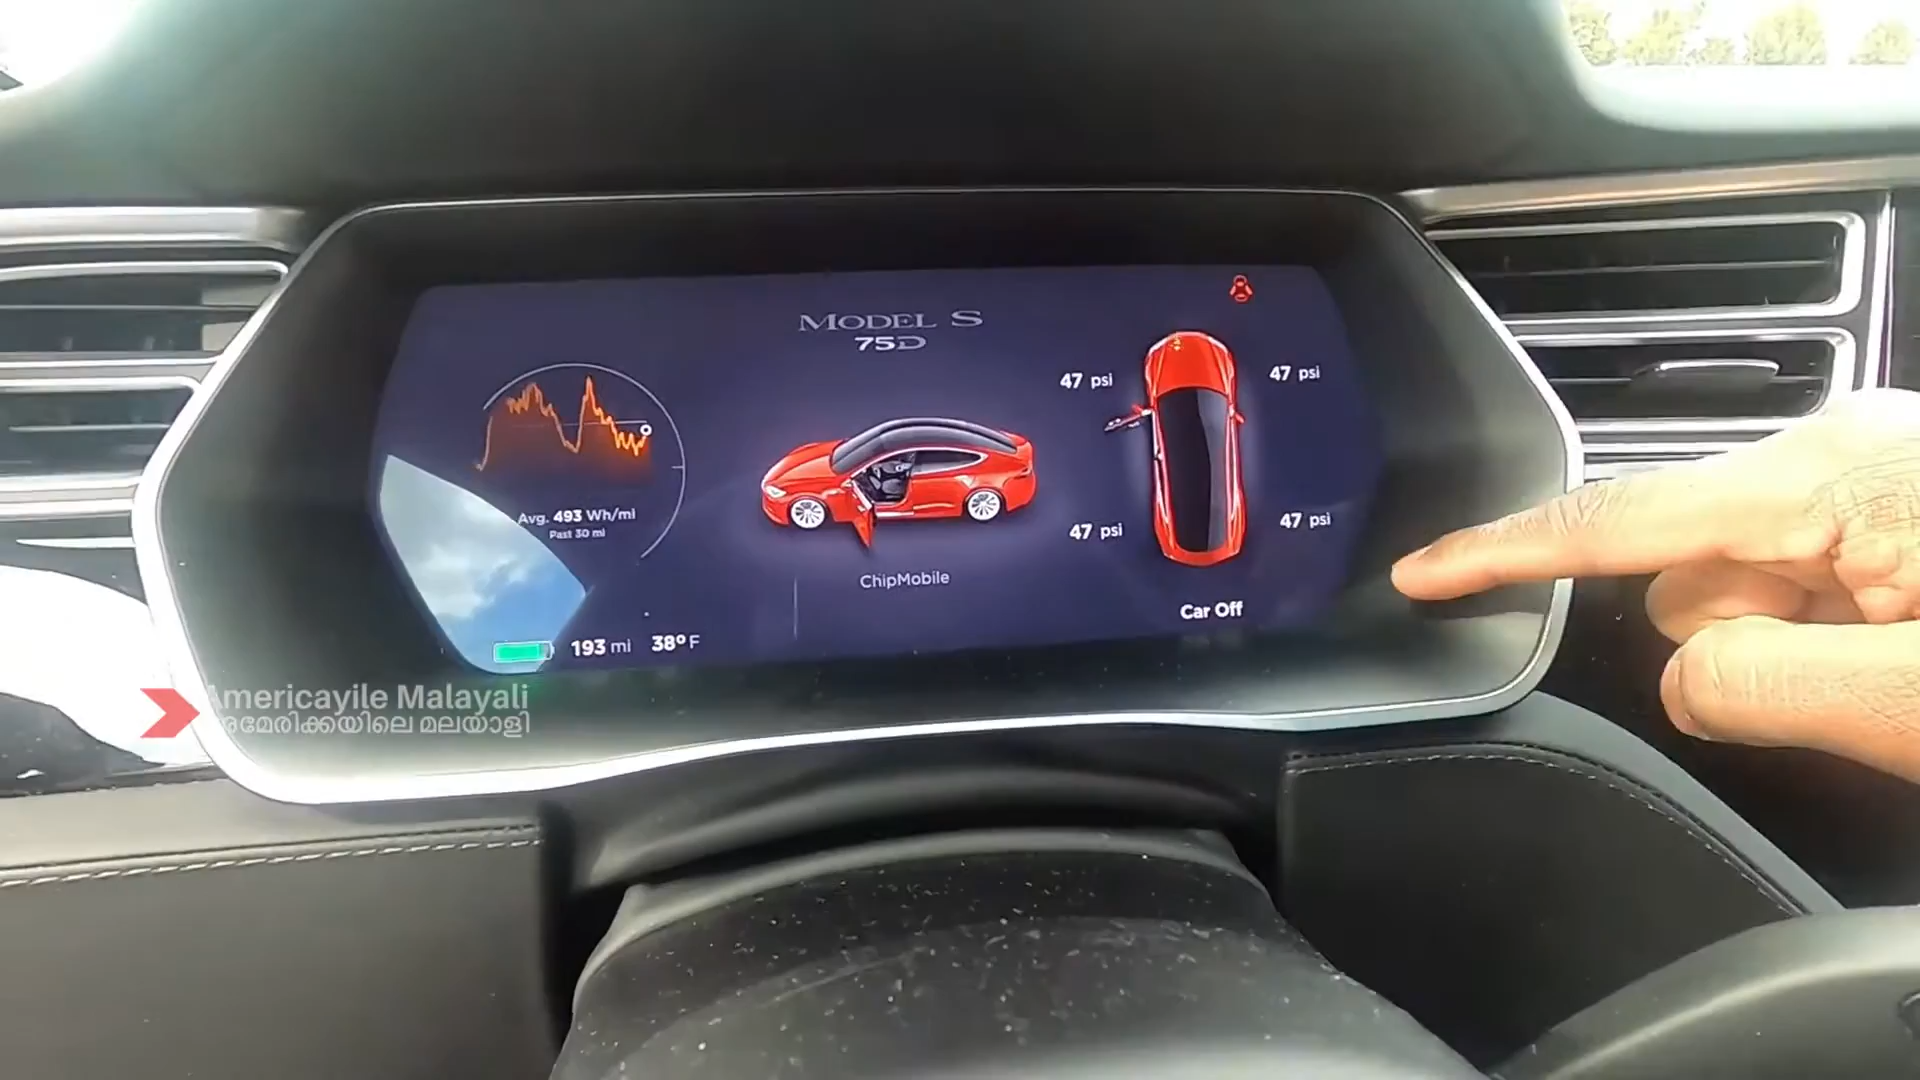 MODEL S
75D
47 psi
47 psi
Avg. 493 Wh/mi
Past 30 mi
47 psi
47 psi
ChipMobile
Car Off
193 mi 38° F
Americayile Malayali
അമേരിക്കയിലെ മലയാളി